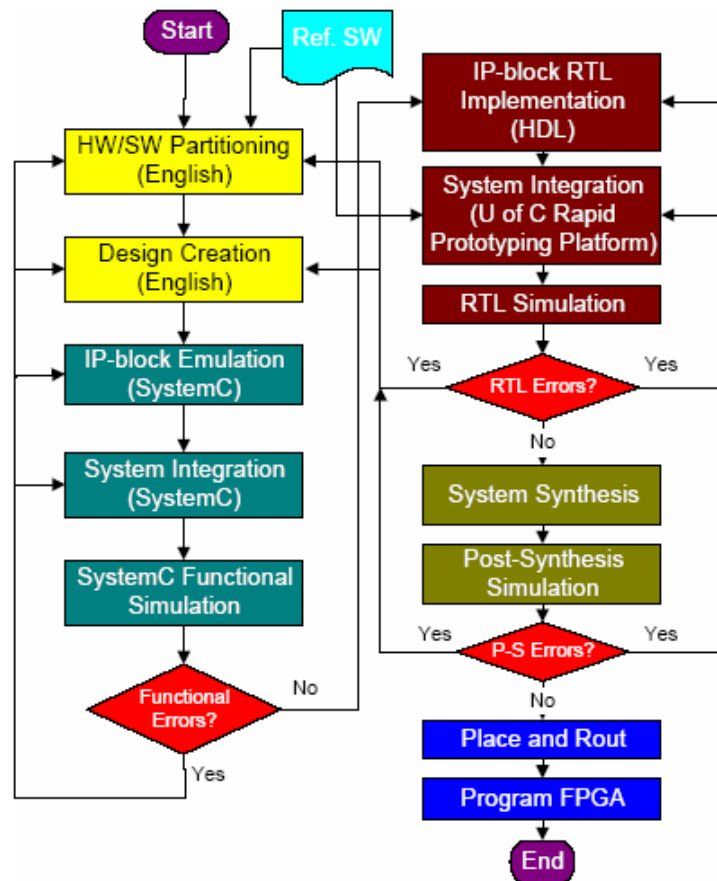 Start
Ref. SW
HW/SW Partitioning
(English)
Design Creation
(English)
IP-block Emulation
(SystemC)
System Integration
(SystemC)
SystemC Functional
Simulation
Functional
Errors?
No
Yes
IP-block RTL
Implementation
(HDL)
System Integration
(U of C Rapid
Prototyping Platform)
RTL Simulation
Yes
RTL Errors?
Yes
No
System Synthesis
Post-Synthesis
Simulation
Yes
P-S Errors?
Yes
No
Place and Rout
Program FPGA
End